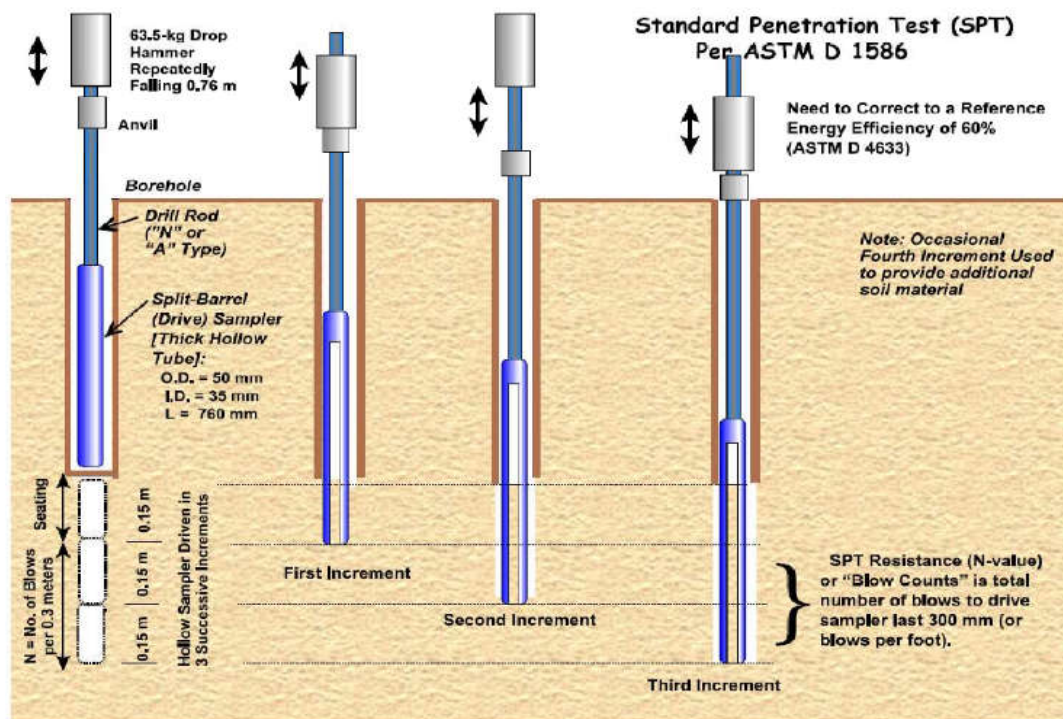 Standard Penetration Test (SPT)
Per ASTM D 1586
63.5-kg Drop
Hammer
Repeatedly
Falling 0.76 m
Anvil
Need to Correct to a Reference
Energy Efficiency of 60%
(ASTM D 4633)
Borehole
Drill Rod
("N" or
"A" Type)
Note: Occasional
Fourth Increment Used
to provide additional
soil material
Split-Barrel
(Drive) Sampler
[Thick Hollow
Tube]:
O.D. = 50 mm
I.D. = 35 mm
L = 760 mm
Seating
N = No. of Blows
per 0.3 meters
0.15 m
0.15 m
0.15 m
Hollow Sampler Driven in
3 Successive Increments
First Increment
Second Increment
Third Increment
SPT Resistance (N-value)
or "Blow Counts" is total
number of blows to drive
sampler last 300 mm (or
blows per foot).